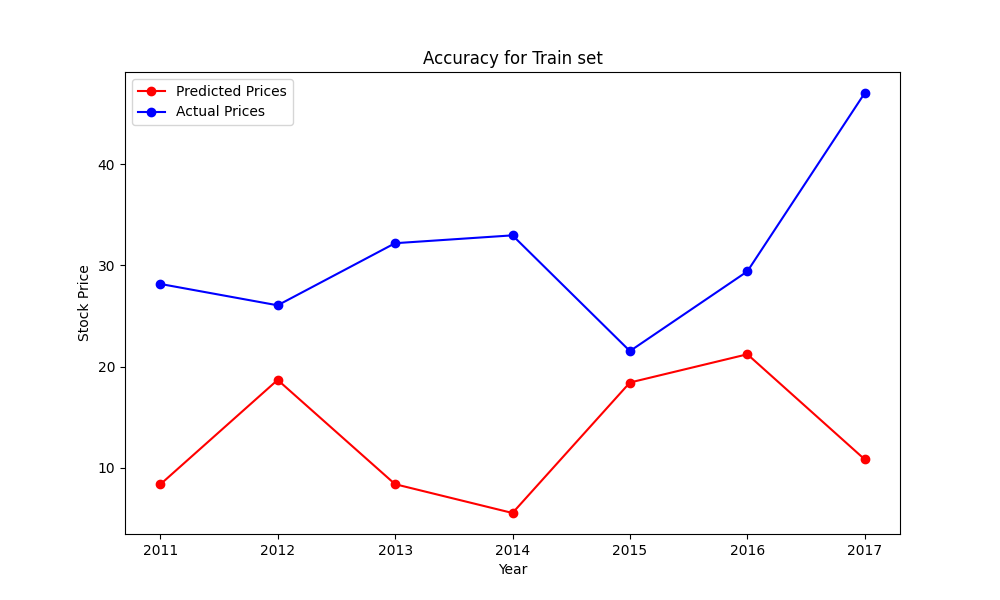 Accuracy for Train set
Predicted Prices
Actual Prices
Stock Price
40
30
20
10
2011 2012 2013 2014 2015 2016 2017
Year